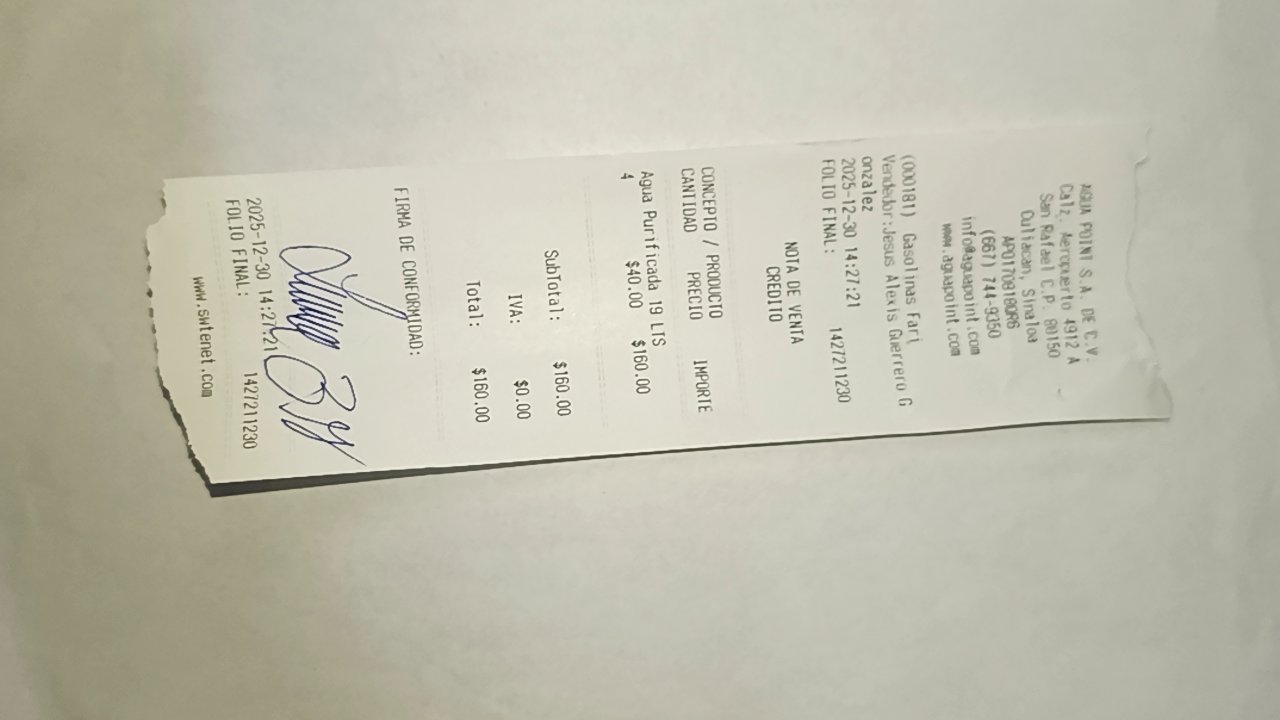 AGUA POINT S.A. DE C.V.
Calz. Aeropuerto 4912 A
San Rafael C.P. 80150
Culiacan, Sinaloa
APO170818QR6
(667) 744-9350
info@aguapoint.com
www.aguapoint.com
(000181) Gasolinas Farl
Vendedor:Jesus Alexis Guerrero G
onzalez
2025-12-30 14:27:21
FOLIO FINAL: 1427211230
NOTA DE VENTA
CREDITO
CONCEPTO / PRODUCTO
CANTIDAD PRECIO IMPORTE
Agua Purificada 19 LTS
4 $40.00 $160.00
SubTotal: $160.00
IVA: $0.00
Total: $160.00
FIRMA DE CONFORMIDAD:
2025-12-30 14:27:21
FOLIO FINAL: 1427211230
www.swtenet.com